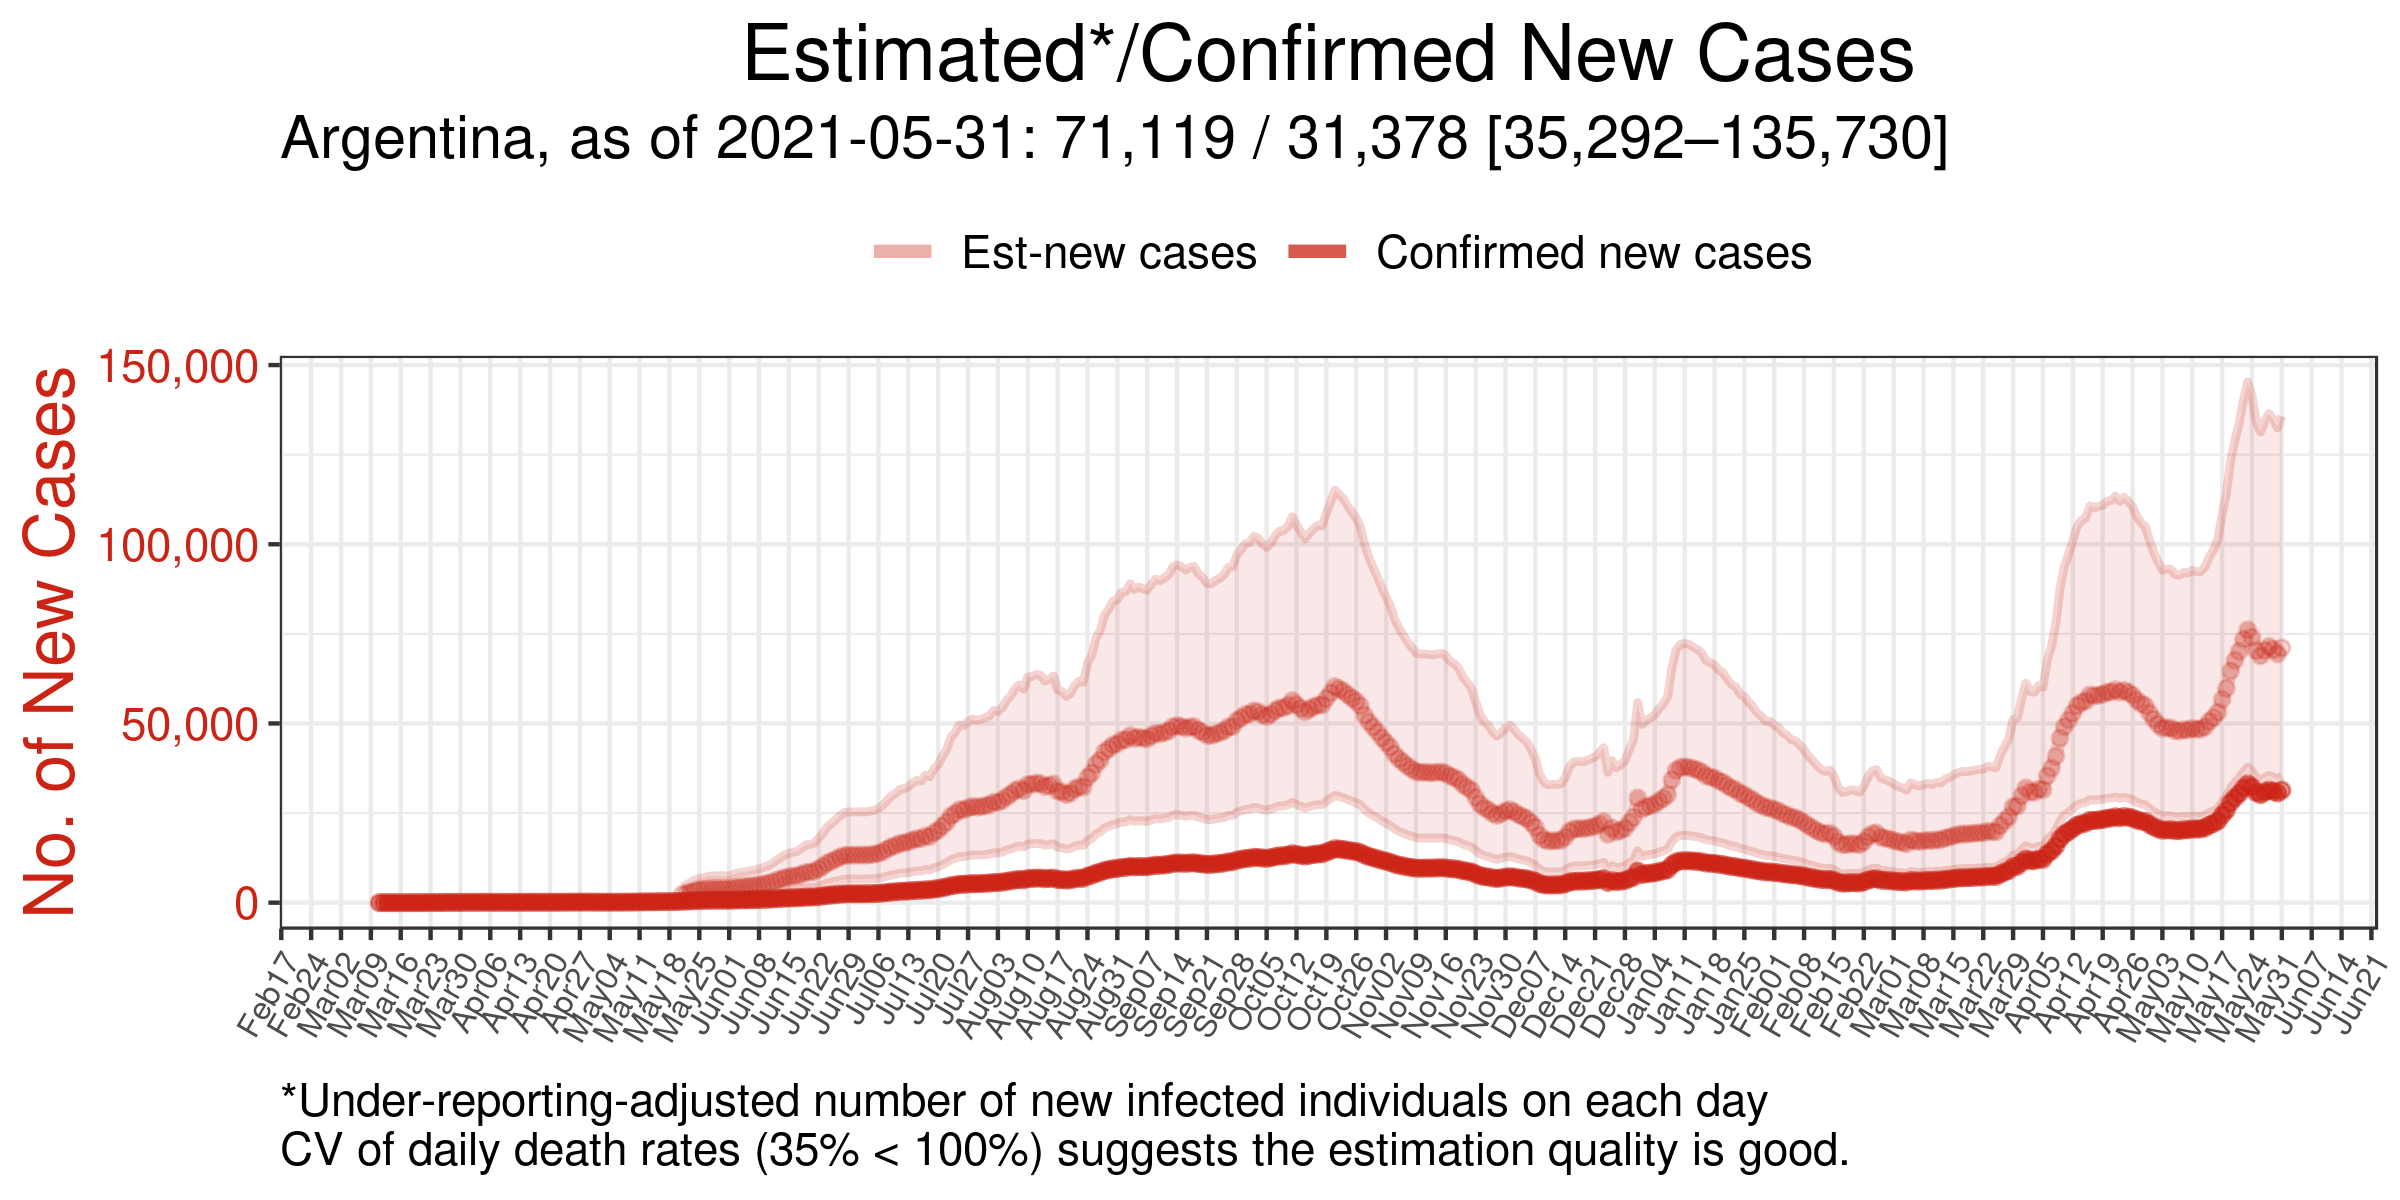 Estimated*/Confirmed New Cases
Argentina, as of 2021-05-31: 71,119 / 31,378 [35,292–135,730]
Est-new cases
Confirmed new cases
No. of New Cases
150,000
100,000
50,000
0
Feb17
Feb24
Mar02
Mar09
Mar16
Mar23
Mar30
Apr06
Apr13
Apr20
Apr27
May04
May11
May18
May25
Jun01
Jun08
Jun15
Jun22
Jun29
Jul06
Jul13
Jul20
Jul27
Aug03
Aug10
Aug17
Aug24
Aug31
Sep07
Sep14
Sep21
Sep28
Oct05
Oct12
Oct19
Oct26
Nov02
Nov09
Nov16
Nov23
Nov30
Dec07
Dec14
Dec21
Dec28
Jan04
Jan11
Jan18
Jan25
Feb01
Feb08
Feb15
Feb22
Mar01
Mar08
Mar15
Mar22
Mar29
Apr05
Apr12
Apr19
Apr26
May03
May10
May17
May24
May31
Jun07
Jun14
Jun21
*Under-reporting-adjusted number of new infected individuals on each day
CV of daily death rates (35% < 100%) suggests the estimation quality is good.